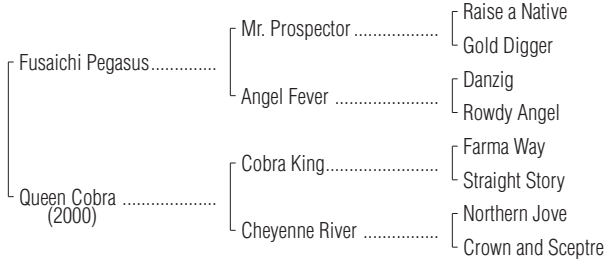 Raise a Native
Mr. Prospector ..................
Gold Digger
Fusaichi Pegasus..............
Danzig
Angel Fever ......................
Rowdy Angel
Farma Way
Cobra King........................
Straight Story
Queen Cobra ....................
(2000)
Northern Jove
Cheyenne River ................
Crown and Sceptre